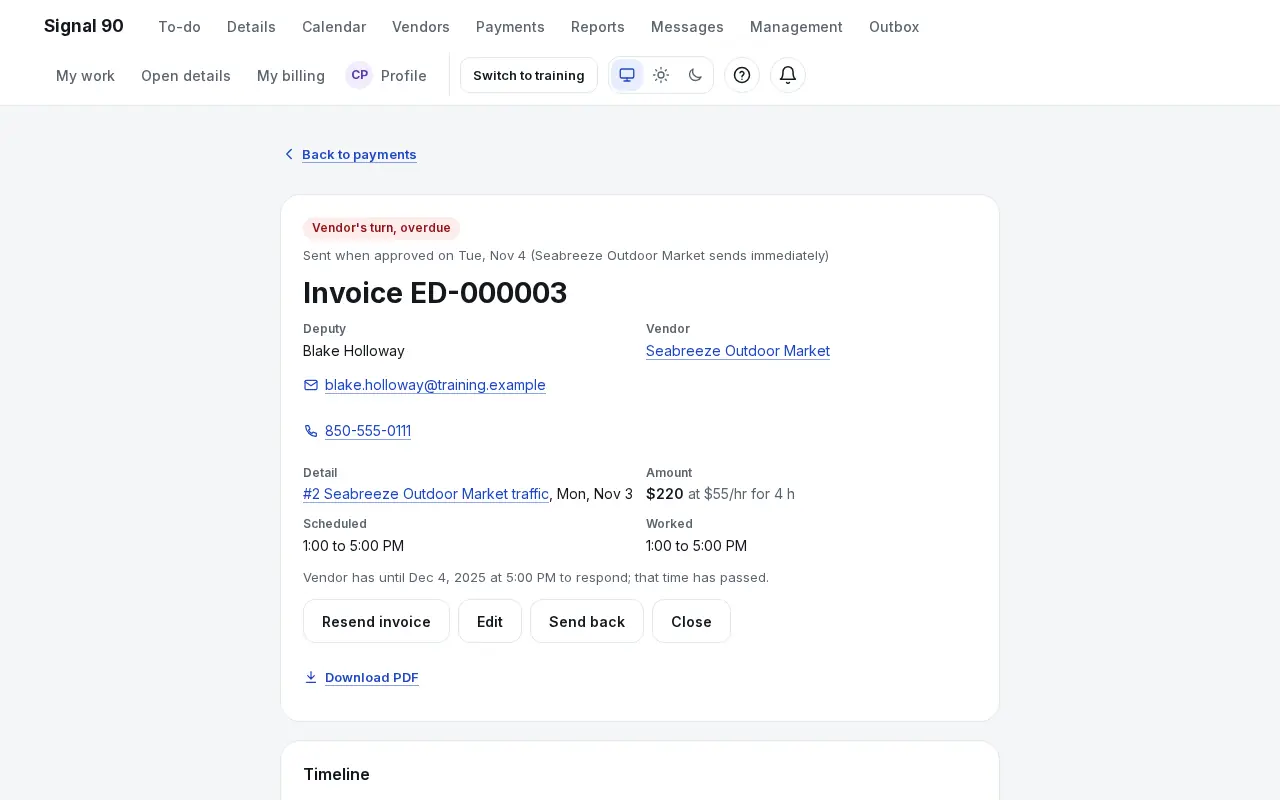 Signal 90
To-do
Details
Calendar
Vendors
Payments
Reports
Messages
Management
Outbox
My work
Open details
My billing
CP
Profile
Switch to training
Back to payments
Vendor's turn, overdue
Sent when approved on Tue, Nov 4 (Seabreeze Outdoor Market sends immediately)
Invoice ED-000003
Deputy
Blake Holloway
blake.holloway@training.example
850-555-0111
Vendor
Seabreeze Outdoor Market
Detail
#2 Seabreeze Outdoor Market traffic, Mon, Nov 3
Amount
$220 at $55/hr for 4 h
Scheduled
1:00 to 5:00 PM
Worked
1:00 to 5:00 PM
Vendor has until Dec 4, 2025 at 5:00 PM to respond; that time has passed.
Resend invoice
Edit
Send back
Close
Download PDF
Timeline